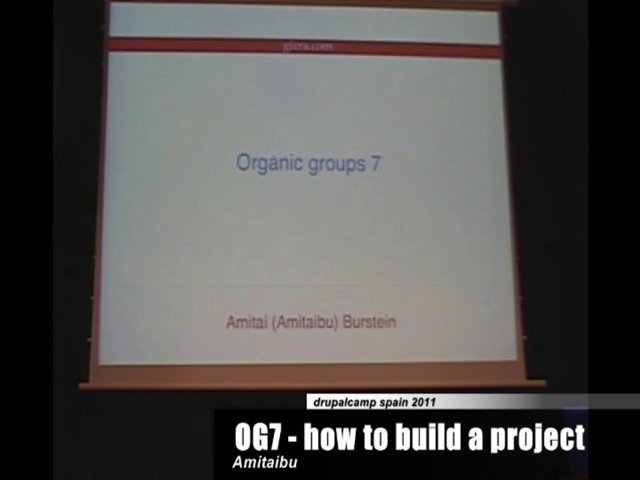 gizra.com
Organic groups 7
Amitai (Amitaibu) Burstein
drupalcamp spain 2011
OG7 - how to build a project
Amitaibu